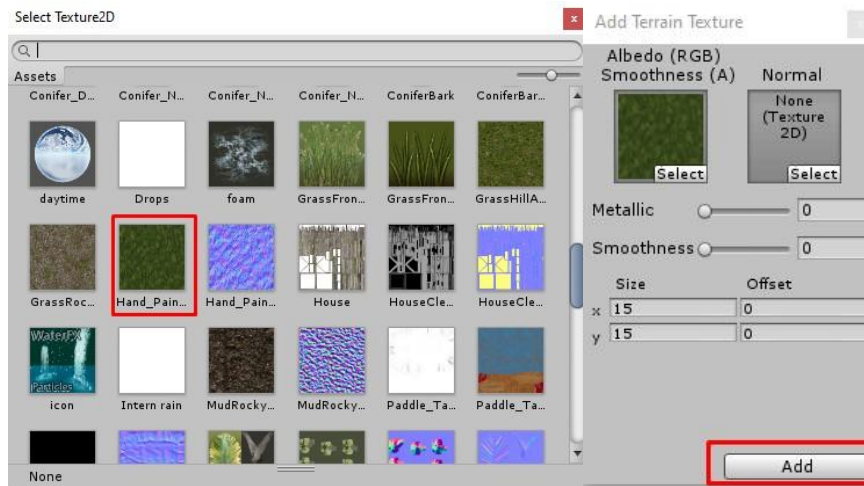 Select Texture2D
x
Assets
Conifer_D... Conifer_N... Conifer_N... Conifer_N... ConiferBark ConiferBar...
daytime Drops foam GrassFron... GrassFron... GrassHillA...
GrassRoc... Hand_Pain... Hand_Pain... House HouseCle... HouseCle...
WaterFX
Particles
icon Intern rain MudRocky... MudRocky... Paddle_Ta... Paddle_Ta...
None
Add Terrain Texture
Albedo (RGB)
Smoothness (A) Normal
None
(Texture
2D)
Select Select
Metallic 0
Smoothness 0
Size Offset
x 15 0
y 15 0
Add